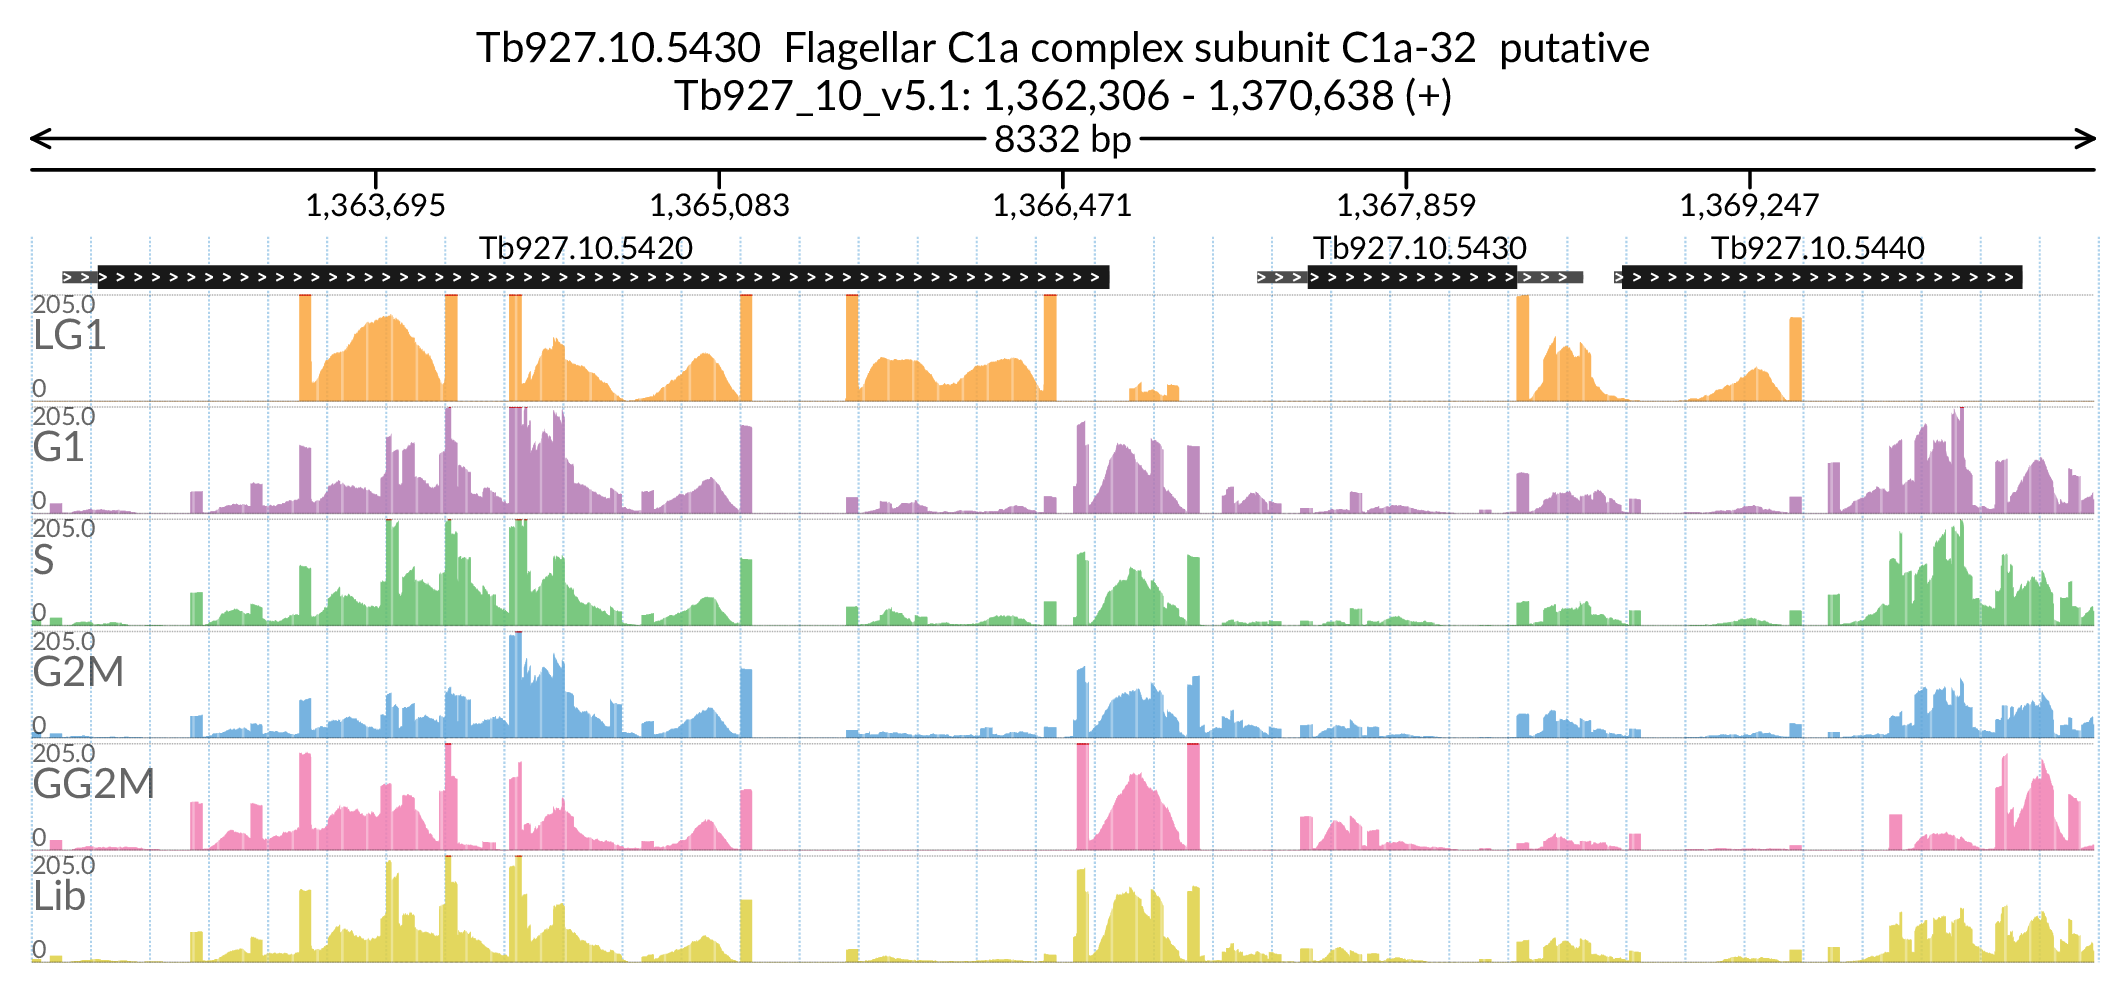 Tb927.10.5430  Flagellar C1a complex subunit C1a-32  putative
Tb927_10_v5.1: 1,362,306 - 1,370,638 (+)
8332 bp
1,363,695 1,365,083 1,366,471 1,367,859 1,369,247
Tb927.10.5420 Tb927.10.5430 Tb927.10.5440
205.0
LG1
0
205.0
G1
0
205.0
S
0
205.0
G2M
0
205.0
GG2M
0
205.0
Lib
0